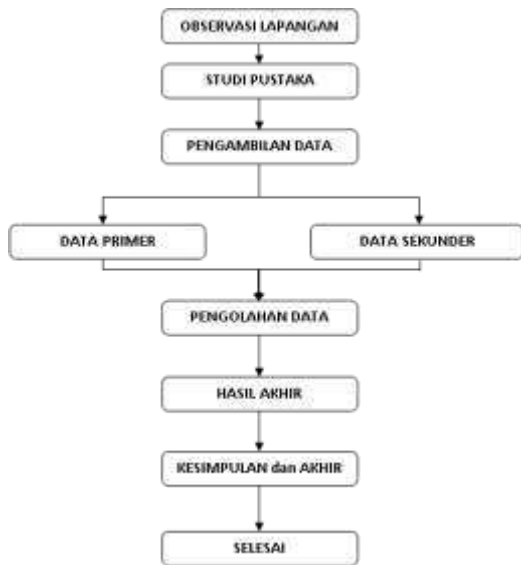 OBSERVASI LAPANGAN
STUDI PUSTAKA
PENGAMBILAN DATA
DATA PRIMER
DATA SEKUNDER
PENGOLAHAN DATA
HASIL AKHIR
KESIMPULAN dan AKHIR
SELESAI